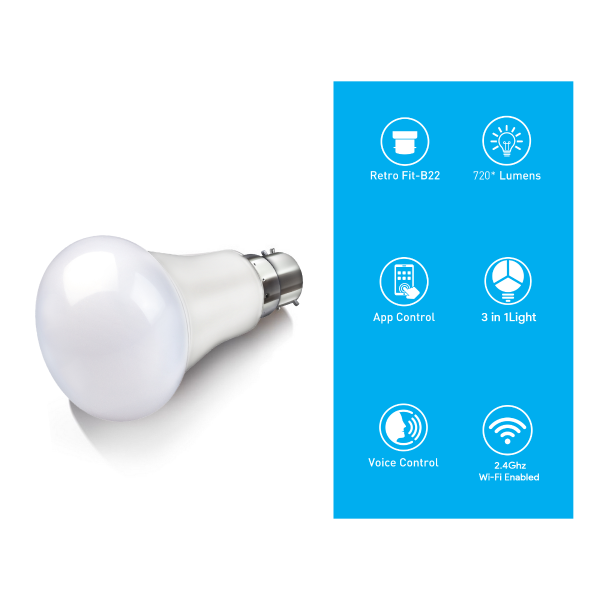 Retro Fit-B22
720* Lumens
App Control
3 in 1Light
Voice Control
2.4Ghz
Wi-Fi Enabled